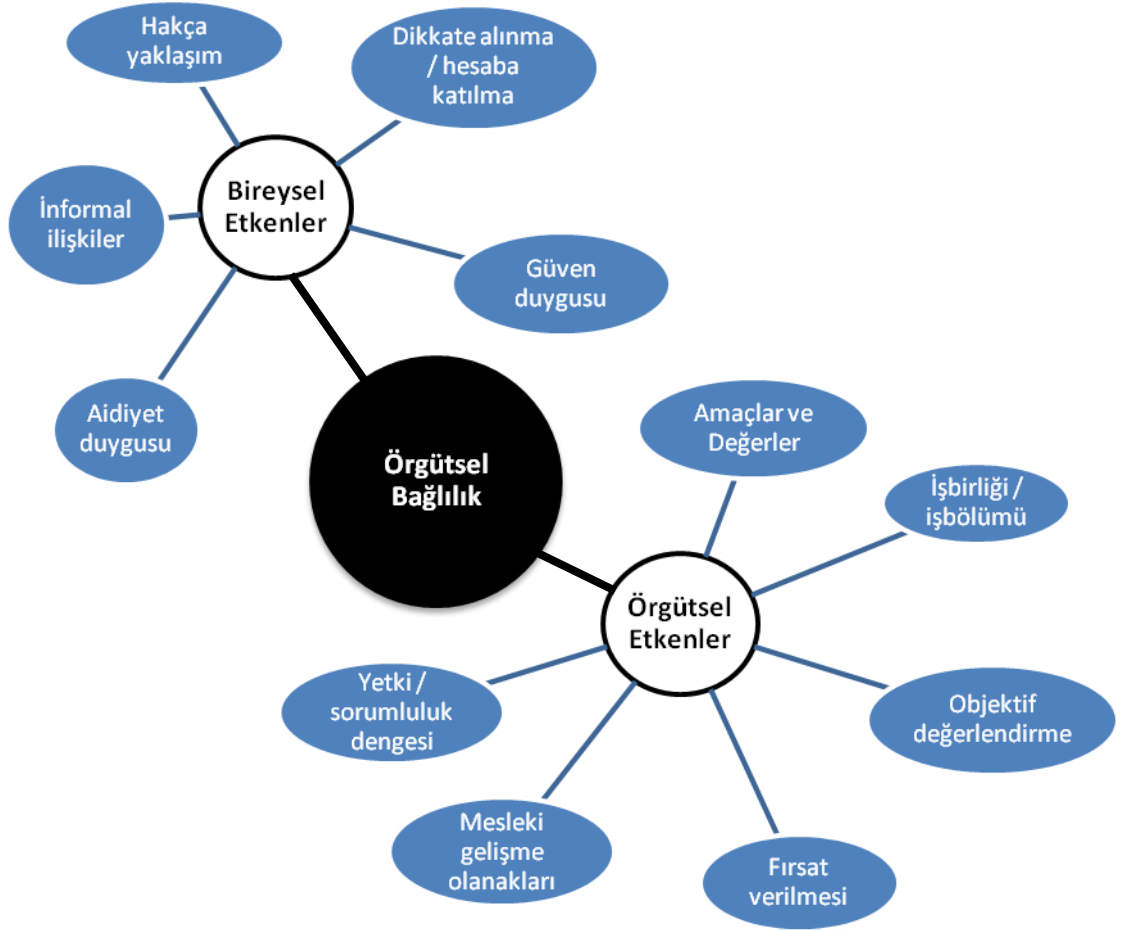 Hakça
yaklaşım
Dikkate alınma
/ hesaba
katılma
Bireysel
Etkenler
İnformal
ilişkiler
Güven
duygusu
Aidiyet
duygusu
Örgütsel
Bağlılık
Amaçlar ve
Değerler
İşbirliği /
işbölümü
Örgütsel
Etkenler
Yetki /
sorumluluk
dengesi
Objektif
değerlendirme
Mesleki
gelişme
olanakları
Fırsat
verilmesi